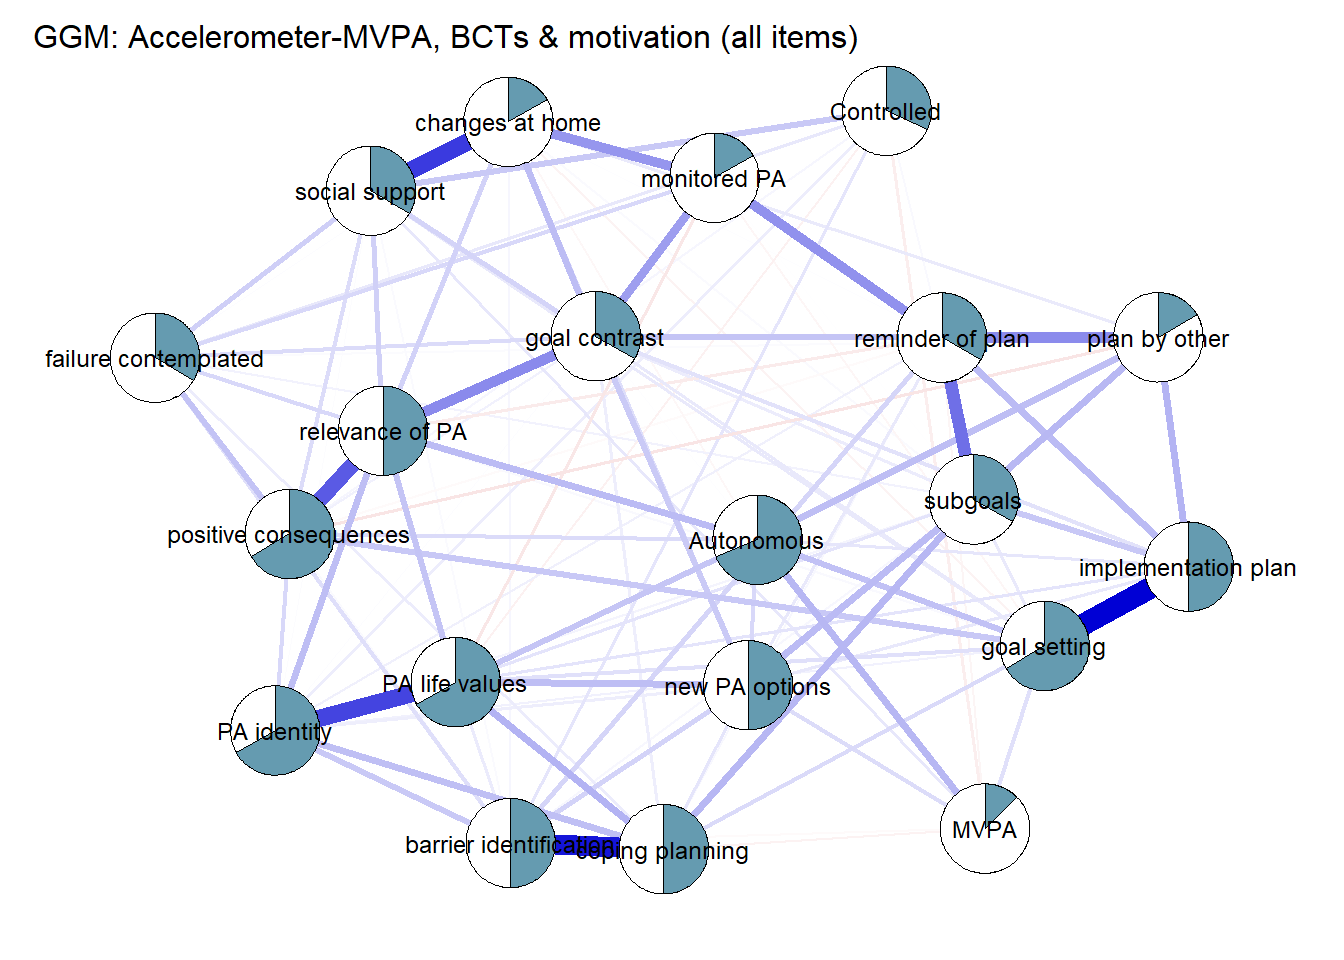 GGM: Accelerometer-MVPA, BCTs & motivation (all items)
changes at home
Controlled
monitored PA
social support
goal contrast
reminder of plan
plan by other
failure contemplated
relevance of PA
subgoals
positive consequences
Autonomous
implementation plan
goal setting
PA life values
new PA options
PA identity
MVPA
barrier identification
coping planning